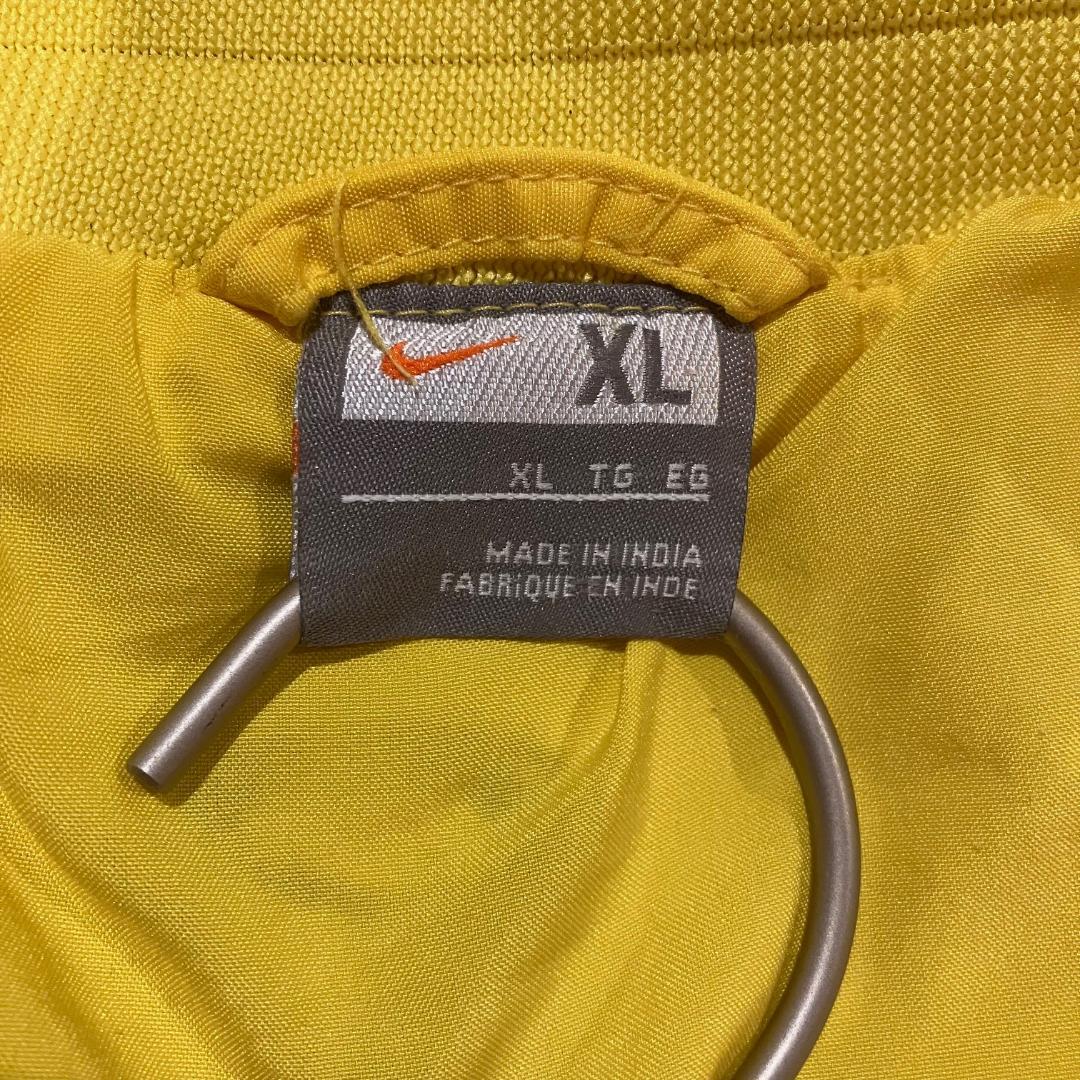 XL
XL TG EG
MADE IN INDIA
FABRIQUE EN INDE